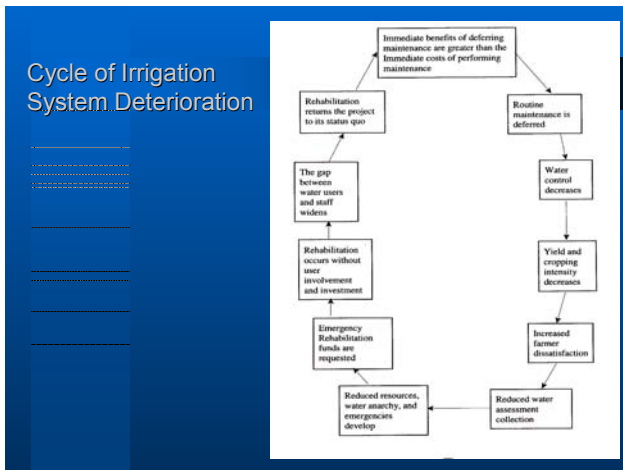 Cycle of Irrigation
System Deterioration
Immediate benefits of deferring
maintenance are greater than the
Immediate costs of performing
maintenance
Routine
maintenance is
deferred
Water
control
decreases
Yield and
cropping
intensity
decreases
Increased
farmer
dissatisfaction
Reduced water
assessment
collection
Reduced resources,
water anarchy, and
emergencies
develop
Emergency
Rehabilitation
funds are
requested
Rehabilitation
occurs without
user
involvement
and investment
The gap
between
water users
and staff
widens
Rehabilitation
returns the project
to its status quo